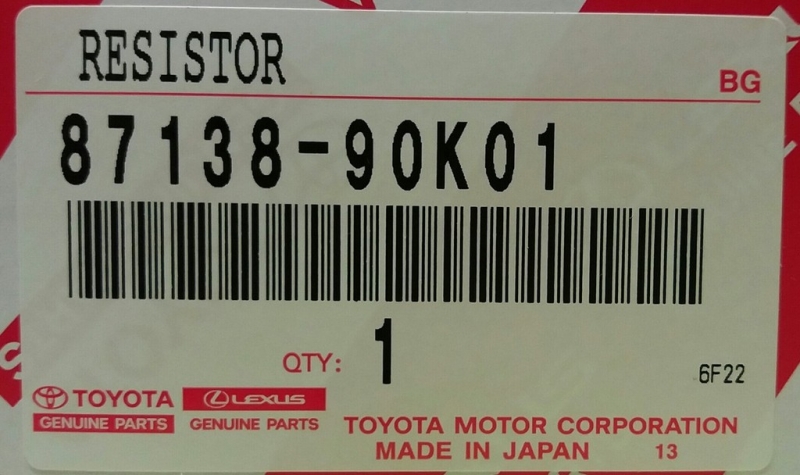 RESISTOR
BG
87138-90K01
QTY: 1
6F22
TOYOTA LEXUS
GENUINE PARTS GENUINE PARTS
TOYOTA MOTOR CORPORATION
MADE IN JAPAN 13